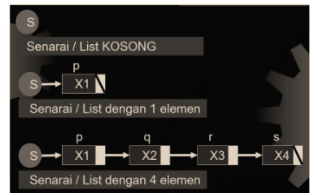 S
Senarai / List KOSONG
p
S X1
Senarai / List dengan 1 elemen
p q r s
S X1 X2 X3 X4
Senarai / List dengan 4 elemen